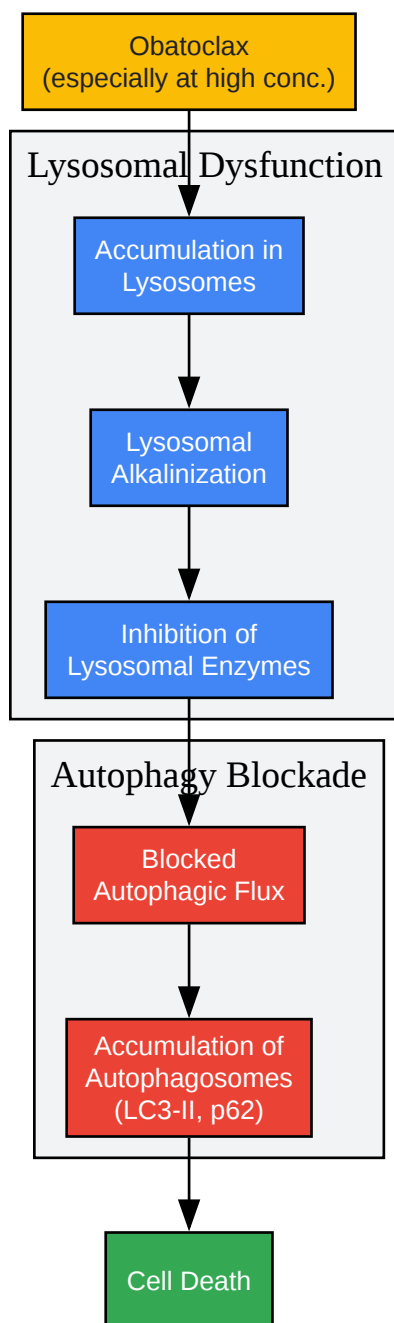 Obatoclax
(especially at high conc.)
Lysosomal Dysfunction
Accumulation in
Lysosomes
Lysosomal
Alkalinization
Inhibition of
Lysosomal Enzymes
Autophagy Blockade
Blocked
Autophagic Flux
Accumulation of
Autophagosomes
(LC3-II, p62)
Cell Death